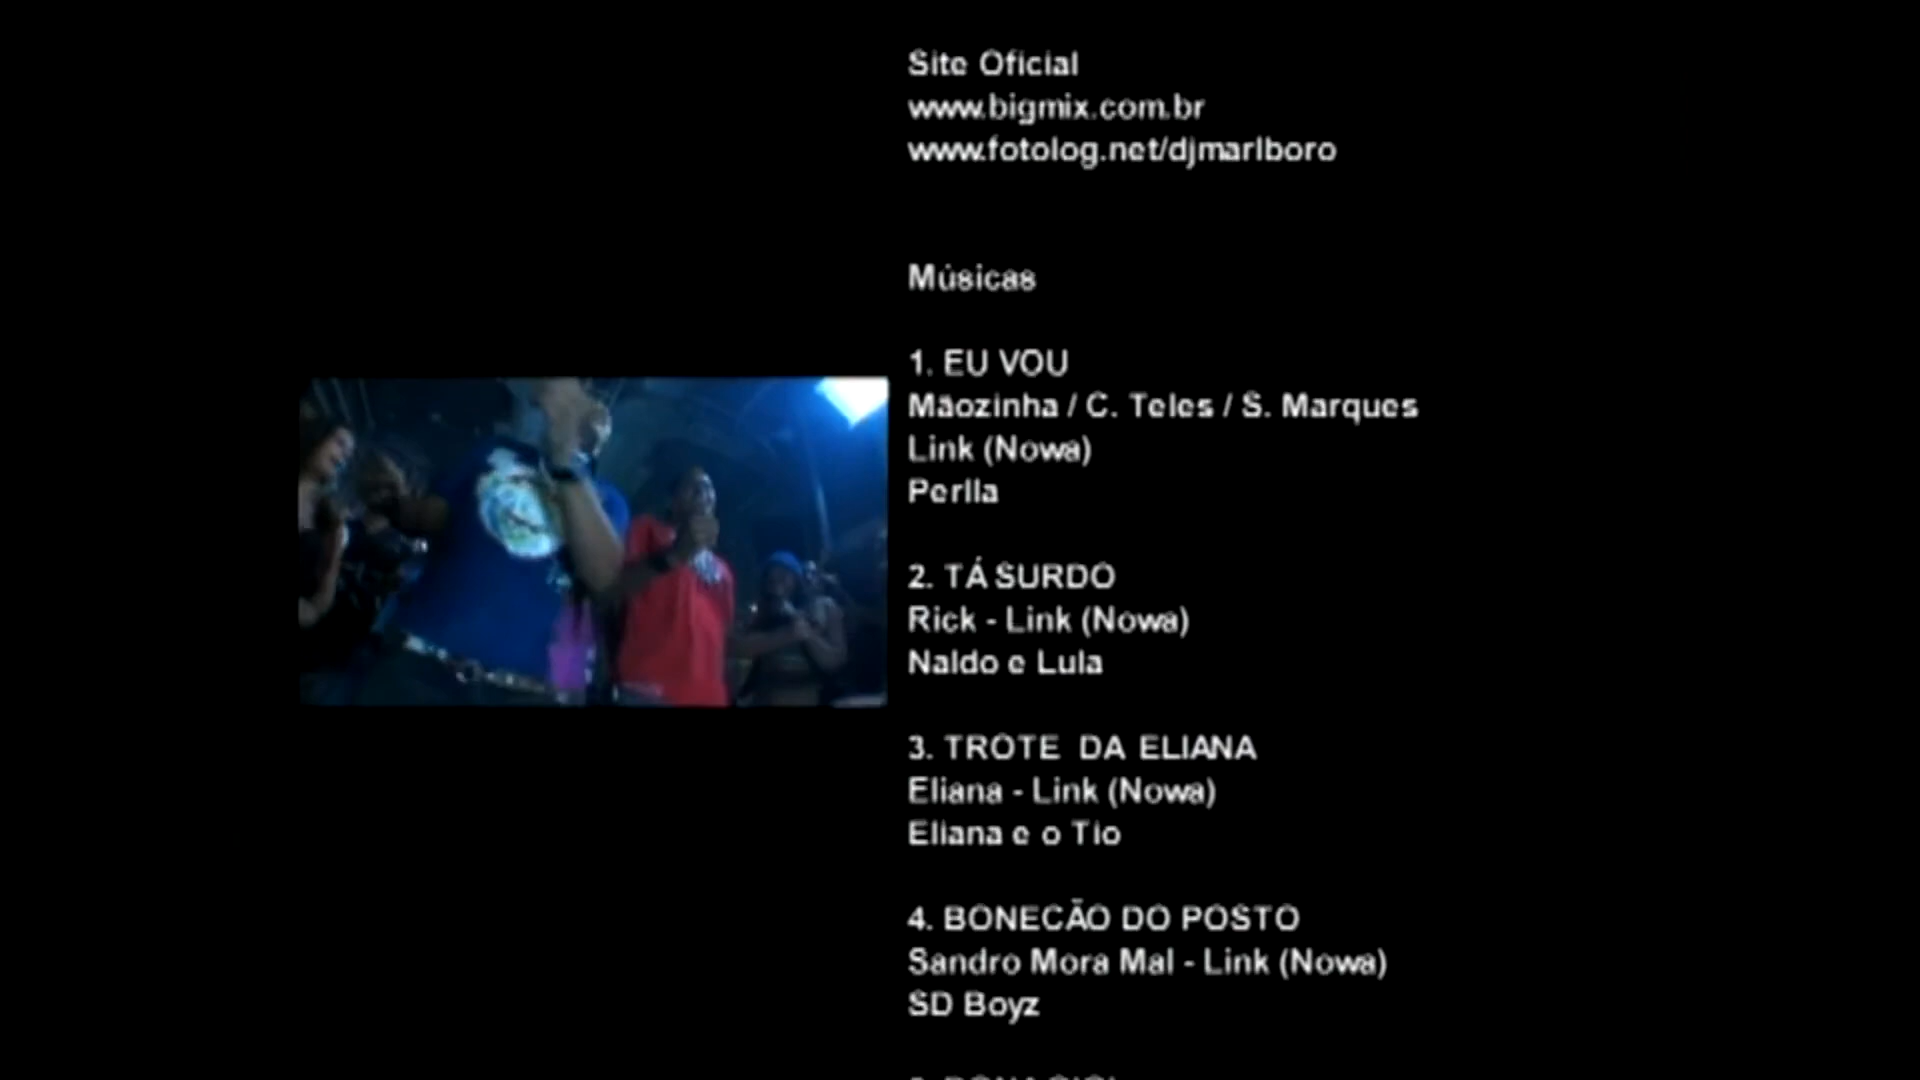 Site Oficial
www.bigmix.com.br
www.fotolog.net/djmarlboro
Músicas
1. EU VOU
Mãozinha / C. Teles / S. Marques
Link (Nowa)
Perlla
2. TÁ SURDO
Rick - Link (Nowa)
Naldo e Lula
3. TROTE DA ELIANA
Eliana - Link (Nowa)
Eliana e o Tio
4. BONECÃO DO POSTO
Sandro Mora Mal - Link (Nowa)
SD Boyz